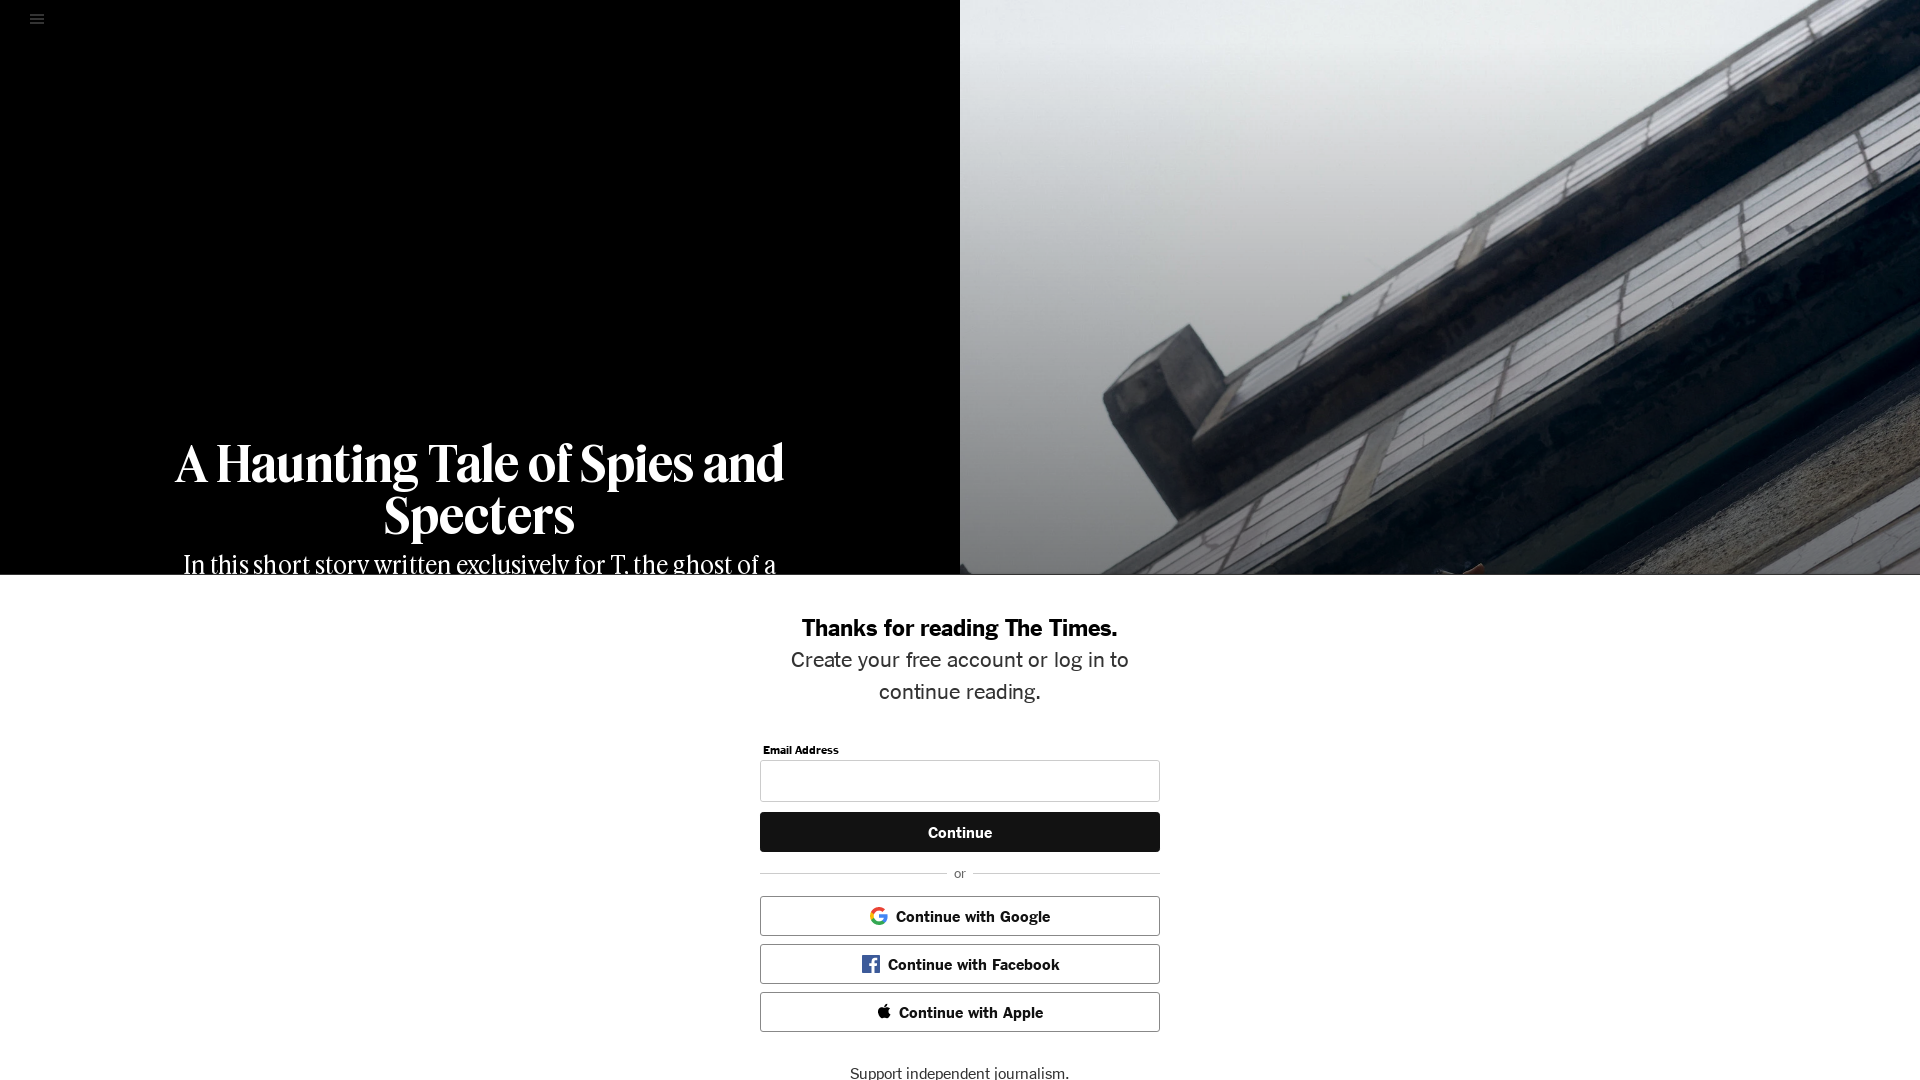 A Haunting Tale of Spies and
Specters
In this short story written exclusively for T, the ghost of a
Thanks for reading The Times.
Create your free account or log in to
continue reading.
Email Address
Continue
or
Continue with Google
Continue with Facebook
Continue with Apple
Support independent journalism.